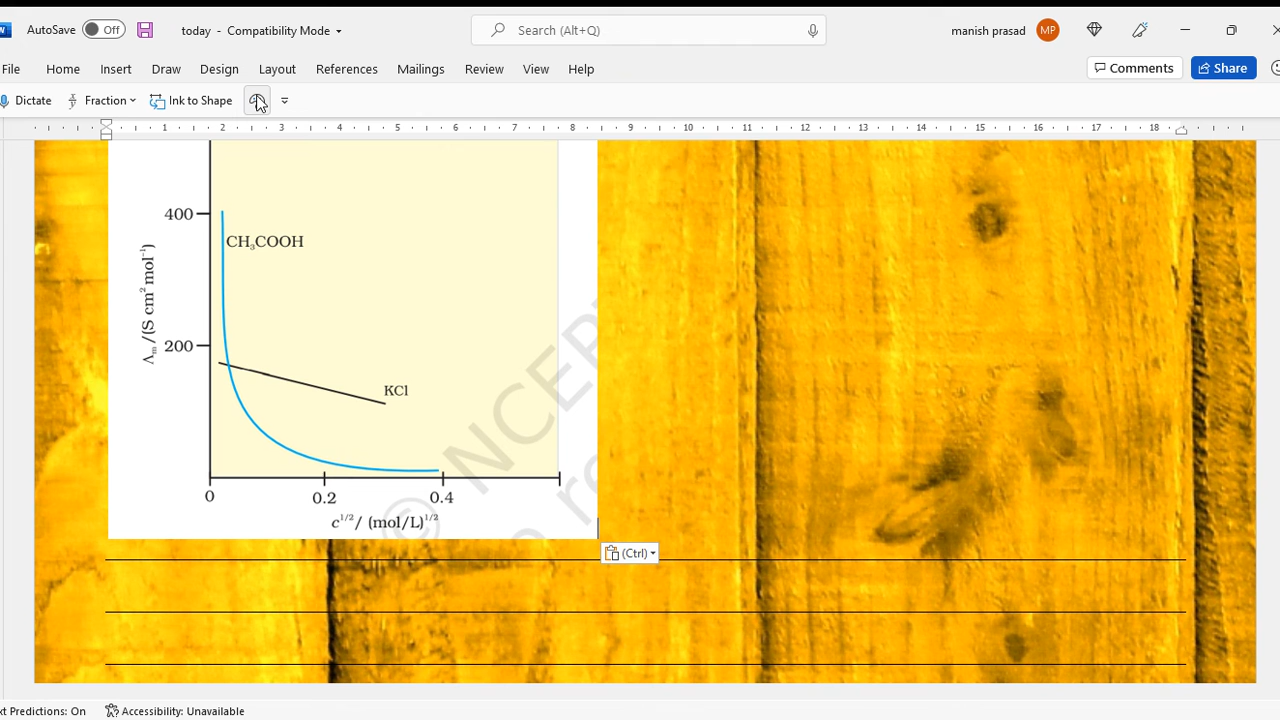 AutoSave Off today - Compatibility Mode Search (Alt+Q) manish prasad MP
File Home Insert Draw Design Layout References Mailings Review View Help Comments Share
Dictate Fraction Ink to Shape
1 2 3 4 5 6 7 8 9 10 11 12 13 14 15 16 17 18
400
CH₃COOH
Λm /(S cm² mol⁻¹)
200
KCl
0 0.2 0.4
c¹/²/ (mol/L)¹/²
© NCER
(Ctrl)
xt Predictions: On Accessibility: Unavailable